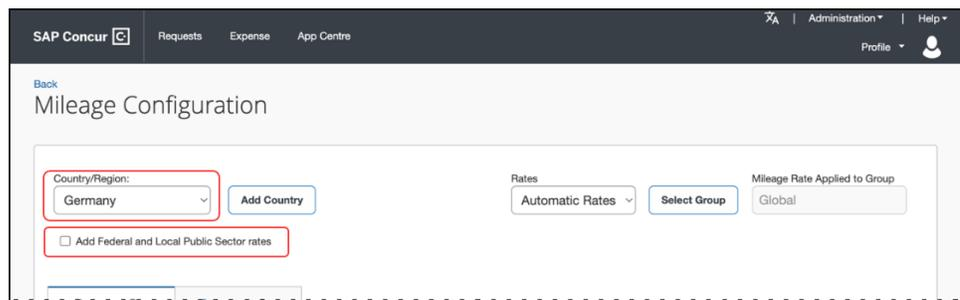 Administration | Help
SAP Concur C Requests Expense App Centre
Profile
Back
Mileage Configuration
Country/Region:
Germany
Add Country
Rates
Automatic Rates
Select Group
Mileage Rate Applied to Group
Global
Add Federal and Local Public Sector rates